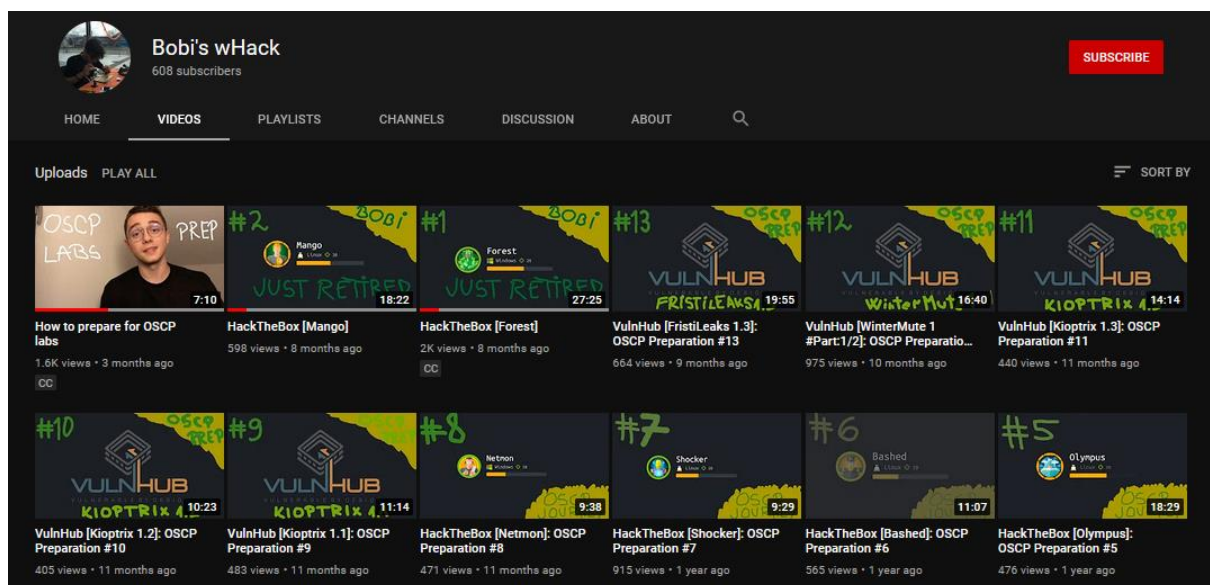 Bobi's wHack
608 subscribers
SUBSCRIBE
HOME VIDEOS PLAYLISTS CHANNELS DISCUSSION ABOUT
Uploads PLAY ALL SORT BY
OSCP LABS PREP 7:10
#2 BOBi Mango Linux JUST RETIRED 18:22
#1 BOBi Forest Windows JUST RETIRED 27:25
#13 OSCP PREP VULNHUB FRISTILEAKS 19:55
#12 OSCP PREP VULNHUB WinterMut 16:40
#11 OSCP PREP VULNHUB KIOPTRIX 14:14
How to prepare for OSCP labs
1.6K views • 3 months ago
CC
HackTheBox [Mango]
598 views • 8 months ago
HackTheBox [Forest]
2K views • 8 months ago
CC
VulnHub [FristiLeaks 1.3]: OSCP Preparation #13
664 views • 9 months ago
VulnHub [WinterMute 1 #Part:1/2]: OSCP Preparatio...
975 views • 10 months ago
VulnHub [Kioptrix 1.3]: OSCP Preparation #11
440 views • 11 months ago
#10 OSCP PREP VULNHUB KIOPTRIX 10:23
#9 OSCP PREP VULNHUB KIOPTRIX 11:14
#8 Netmon Windows 9:38
#7 Shocker Linux 9:29
#6 Bashed Linux 11:07
#5 Olympus Linux 18:29
VulnHub [Kioptrix 1.2]: OSCP Preparation #10
405 views • 11 months ago
VulnHub [Kioptrix 1.1]: OSCP Preparation #9
483 views • 11 months ago
HackTheBox [Netmon]: OSCP Preparation #8
471 views • 11 months ago
HackTheBox [Shocker]: OSCP Preparation #7
915 views • 1 year ago
HackTheBox [Bashed]: OSCP Preparation #6
565 views • 1 year ago
HackTheBox [Olympus]: OSCP Preparation #5
476 views • 1 year ago